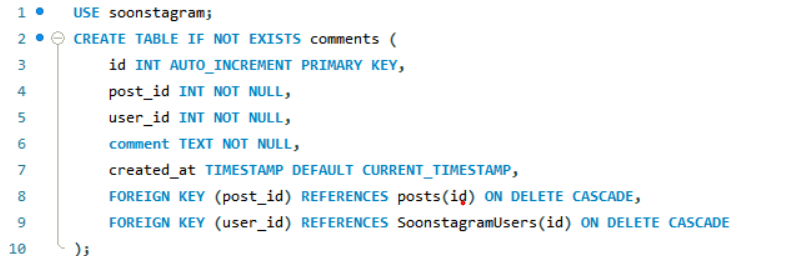 1 USE soonstagram;
2 CREATE TABLE IF NOT EXISTS comments (
3 id INT AUTO_INCREMENT PRIMARY KEY,
4 post_id INT NOT NULL,
5 user_id INT NOT NULL,
6 comment TEXT NOT NULL,
7 created_at TIMESTAMP DEFAULT CURRENT_TIMESTAMP,
8 FOREIGN KEY (post_id) REFERENCES posts(id) ON DELETE CASCADE,
9 FOREIGN KEY (user_id) REFERENCES SoonstagramUsers(id) ON DELETE CASCADE
10 );